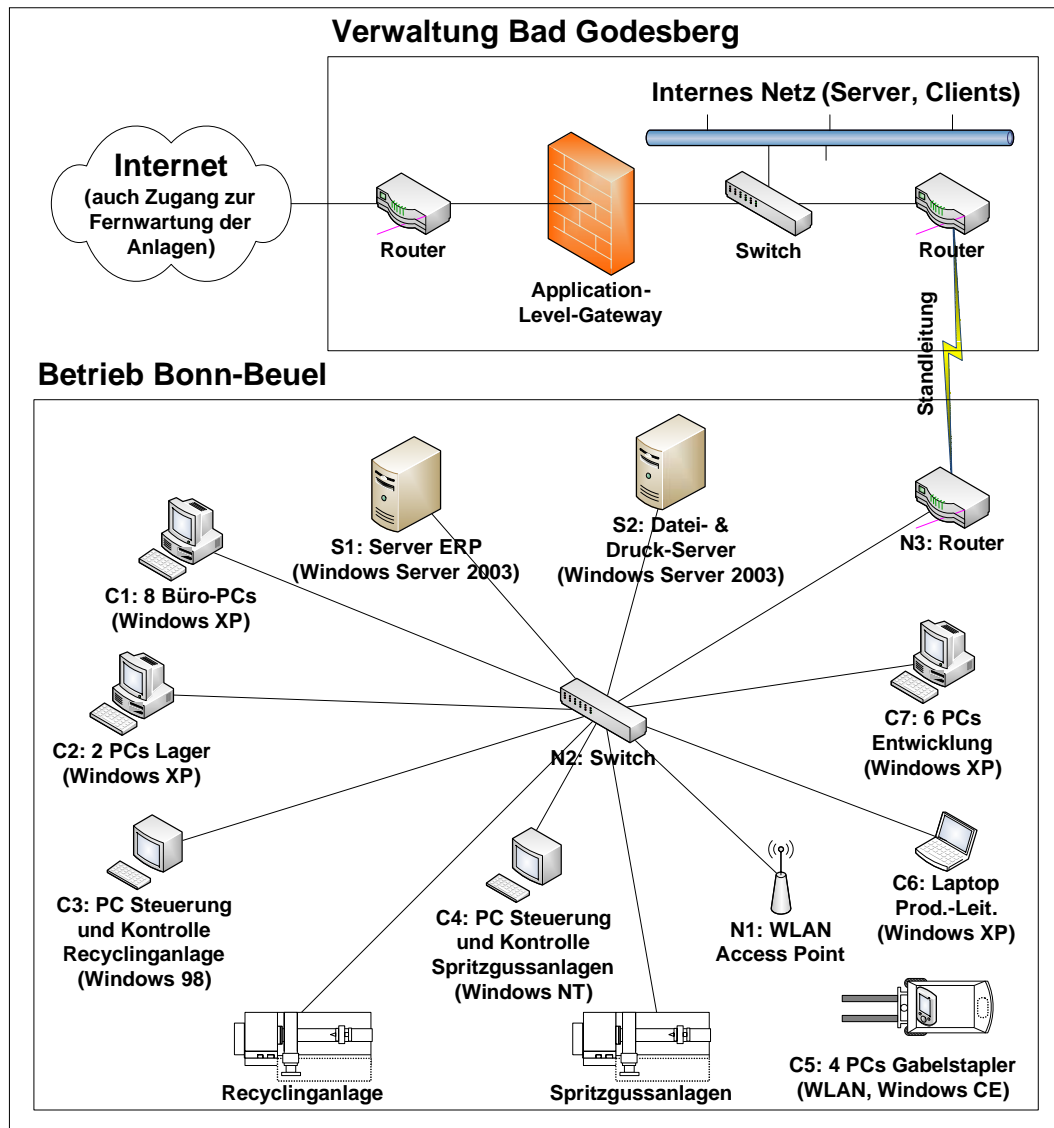 Verwaltung Bad Godesberg
Internes Netz (Server, Clients)
Internet
(auch Zugang zur
Fernwartung der
Anlagen)
Router
Application-
Level-Gateway
Switch
Router
Standleitung
Betrieb Bonn-Beuel
S1: Server ERP
(Windows Server 2003)
S2: Datei- &
Druck-Server
(Windows Server 2003)
N3: Router
C1: 8 Büro-PCs
(Windows XP)
C2: 2 PCs Lager
(Windows XP)
N2: Switch
C7: 6 PCs
Entwicklung
(Windows XP)
C3: PC Steuerung
und Kontrolle
Recyclinganlage
(Windows 98)
C4: PC Steuerung
und Kontrolle
Spritzgussanlagen
(Windows NT)
N1: WLAN
Access Point
C6: Laptop
Prod.-Leit.
(Windows XP)
Recyclinganlage
Spritzgussanlagen
C5: 4 PCs Gabelstapler
(WLAN, Windows CE)